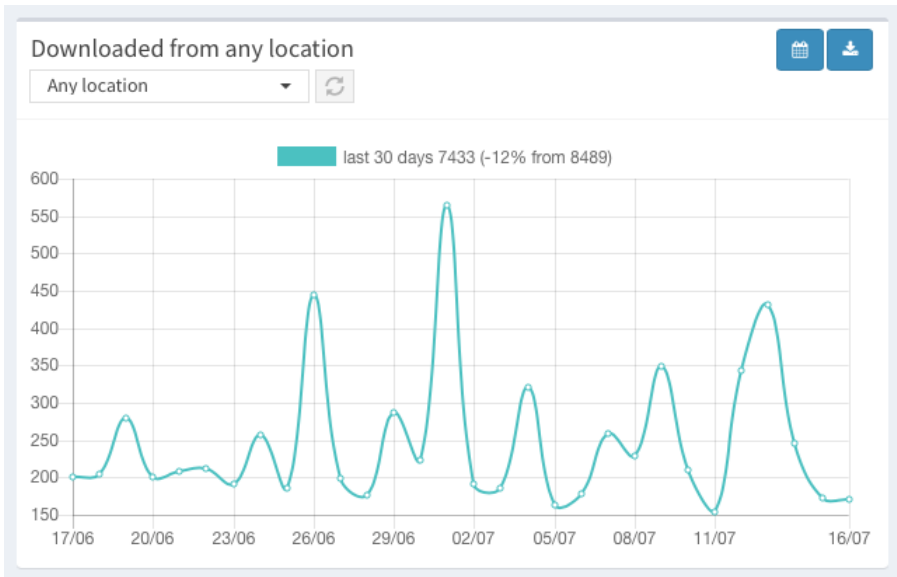 Downloaded from any location
Any location
last 30 days 7433 (-12% from 8489)
600
550
500
450
400
350
300
250
200
150
17/06 20/06 23/06 26/06 29/06 02/07 05/07 08/07 11/07 16/07